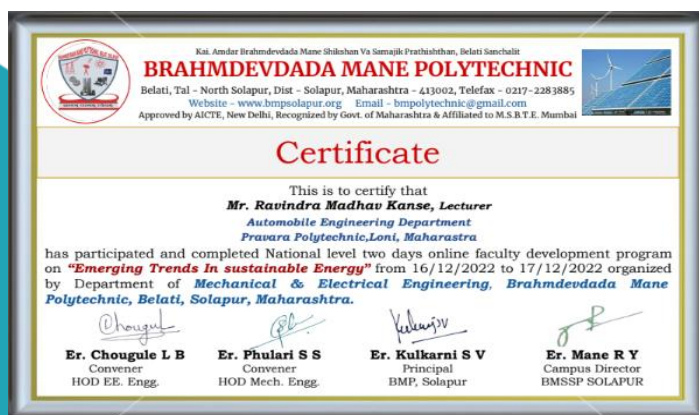 Kai. Amdar Brahmdevdada Mane Shikshan Va Samajik Prathishthan, Belati Sanchalit
BRAHMDEVDADA MANE POLYTECHNIC
Belati, Tal – North Solapur, Dist – Solapur, Maharashtra – 413002, Telefax – 0217-2283885
Website – www.bmpsolapur.org Email – bmpolytechnic@gmail.com
Approved by AICTE, New Delhi, Recognized by Govt. of Maharashtra & Affiliated to M.S.B.T.E. Mumbai
Certificate
This is to certify that
Mr. Ravindra Madhav Kanse, Lecturer
Automobile Engineering Department
Pravara Polytechnic,Loni, Maharastra
has participated and completed National level two days online faculty development program
on "Emerging Trends In sustainable Energy" from 16/12/2022 to 17/12/2022 organized
by Department of Mechanical & Electrical Engineering, Brahmdevdada Mane
Polytechnic, Belati, Solapur, Maharashtra.
Er. Chougule L B Er. Phulari S S Er. Kulkarni S V Er. Mane R Y
Convener Convener Principal Campus Director
HOD EE. Engg. HOD Mech. Engg. BMP, Solapur BMSSP SOLAPUR